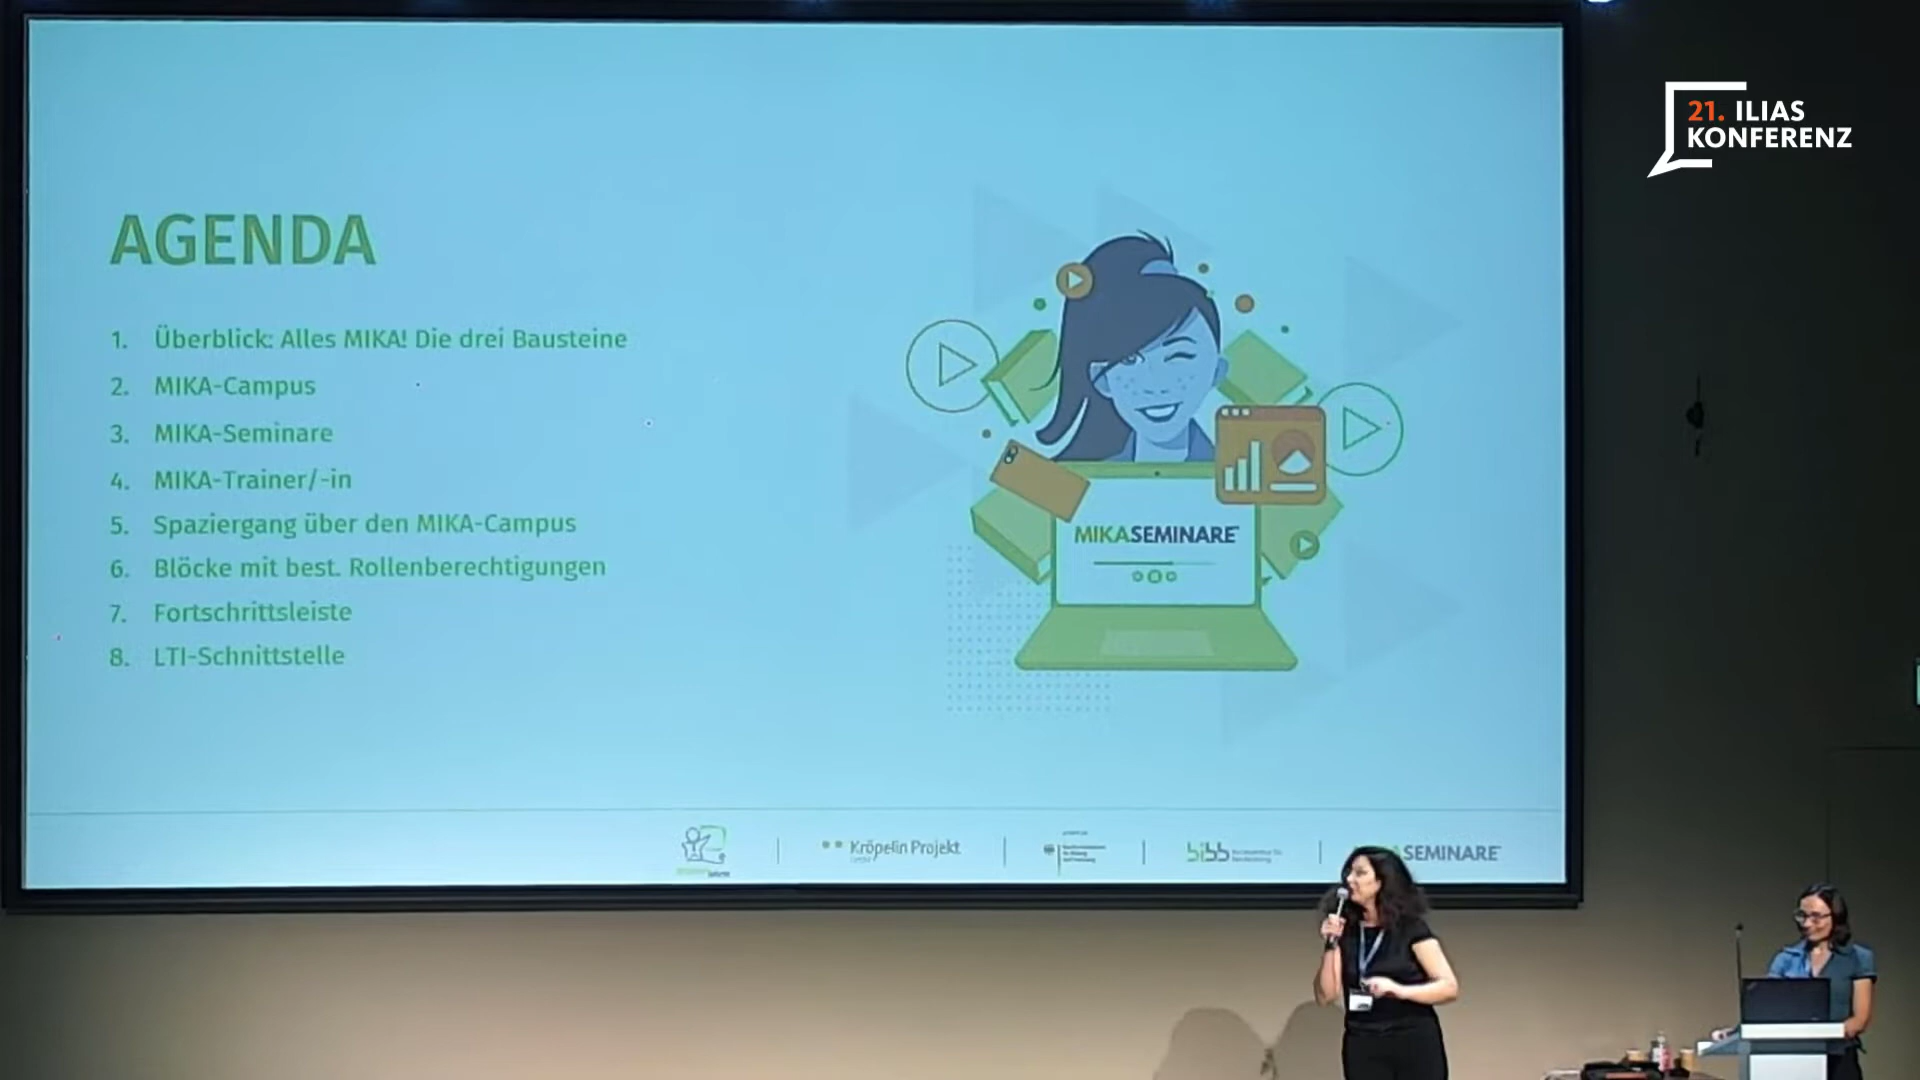 21. ILIAS
KONFERENZ
AGENDA
1. Überblick: Alles MIKA! Die drei Bausteine
2. MIKA-Campus
3. MIKA-Seminare
4. MIKA-Trainer/-in
5. Spaziergang über den MIKA-Campus
6. Blöcke mit best. Rollenberechtigungen
7. Fortschrittsleiste
8. LTI-Schnittstelle
MIKASEMINARE
Kröpelin Projekt
bibb
SEMINARE